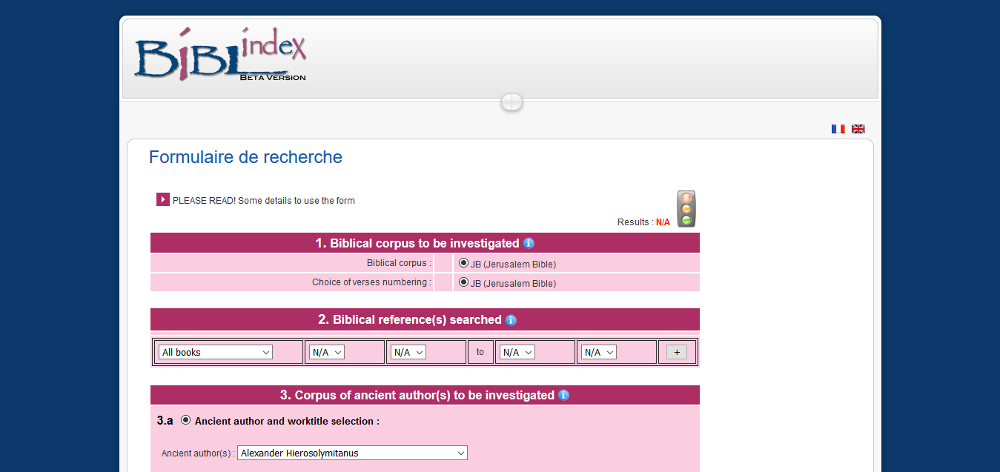 BiBLindex
BETA VERSION
Formulaire de recherche
PLEASE READ! Some details to use the form
Results : N/A
1. Biblical corpus to be investigated
Biblical corpus : JB (Jerusalem Bible)
Choice of verses numbering : JB (Jerusalem Bible)
2. Biblical reference(s) searched
All books N/A N/A to N/A N/A +
3. Corpus of ancient author(s) to be investigated
3.a Ancient author and worktitle selection :
Ancient author(s) : Alexander Hierosolymitanus